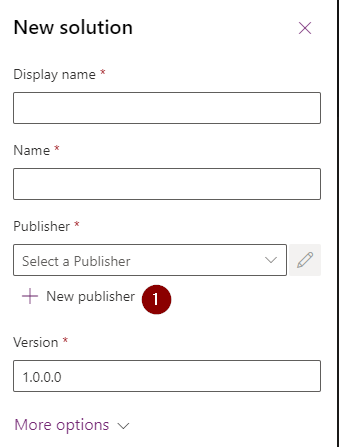 New solution
Display name *
Name *
Publisher *
Select a Publisher
New publisher 1
Version *
1.0.0.0
More options